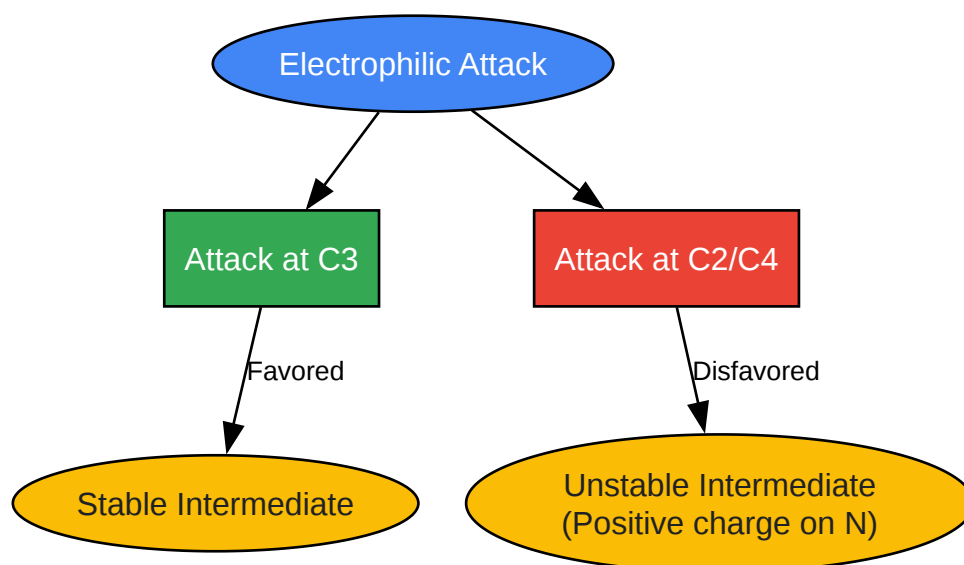 Electrophilic Attack
Attack at C3
Attack at C2/C4
Favored
Disfavored
Stable Intermediate
Unstable Intermediate
(Positive charge on N)